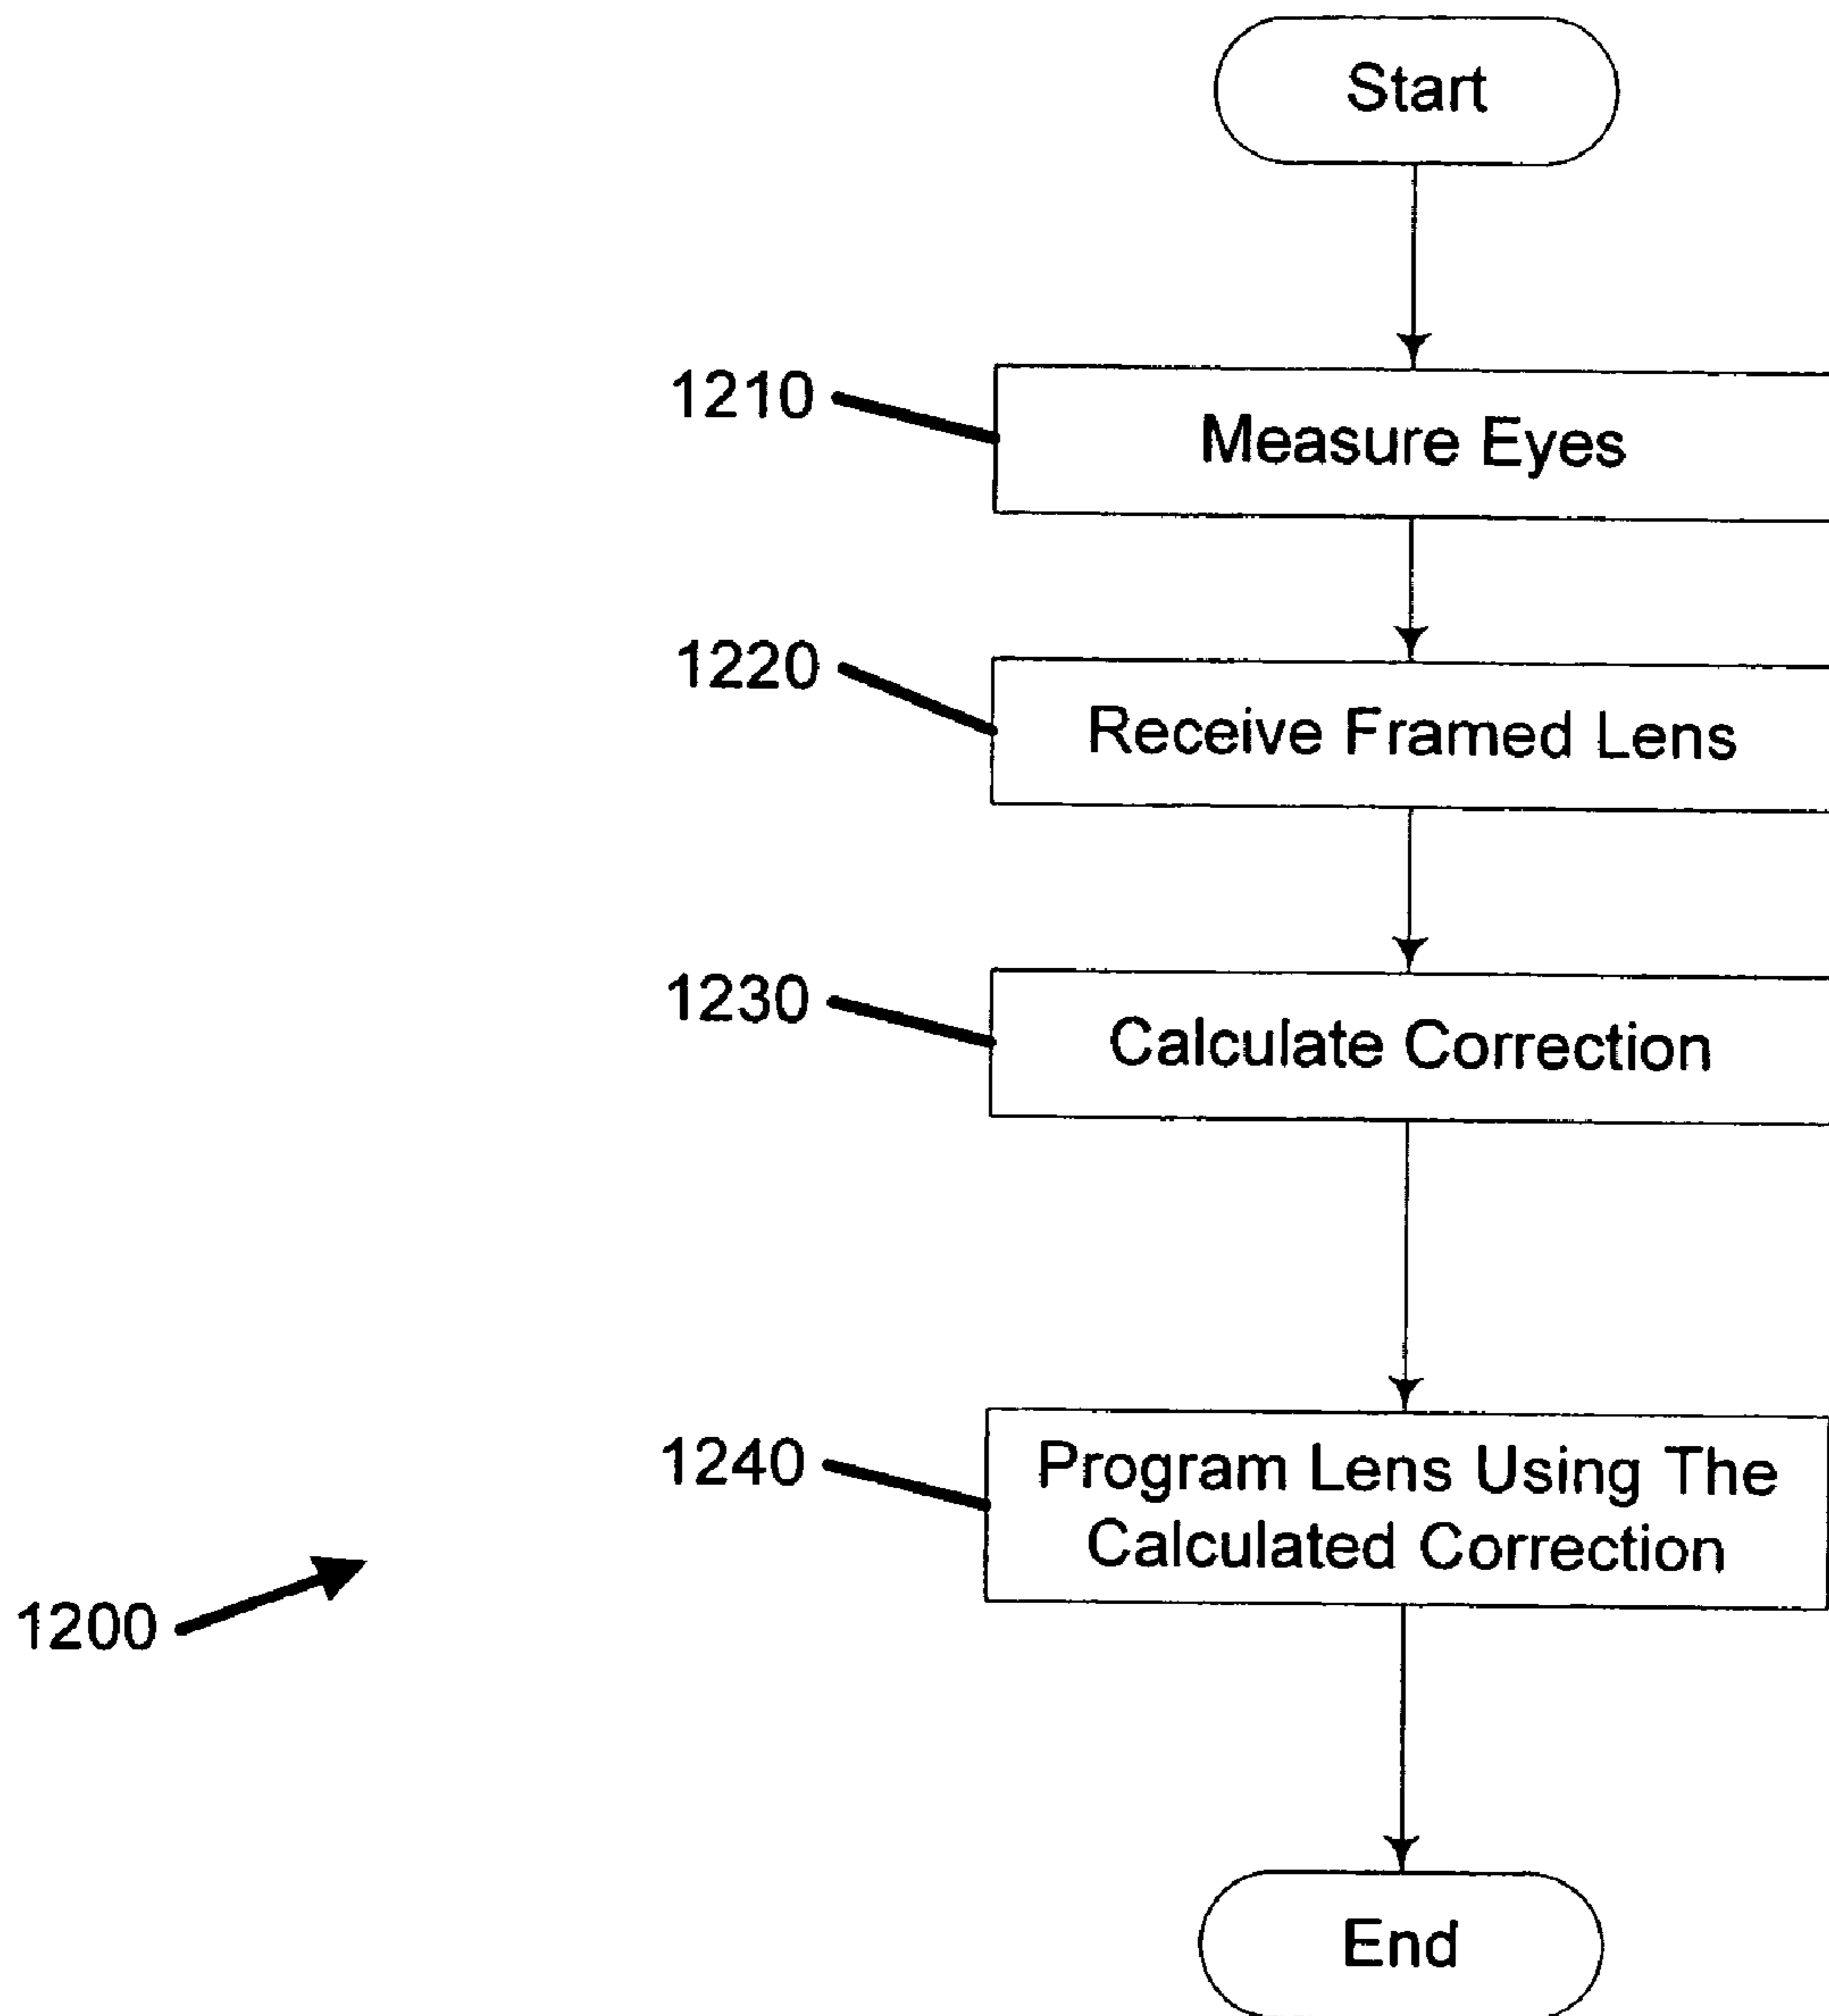 Start
1210
Measure Eyes
1220
Receive Framed Lens
1230
Calculate Correction
1240
Program Lens Using The
Calculated Correction
1200
End